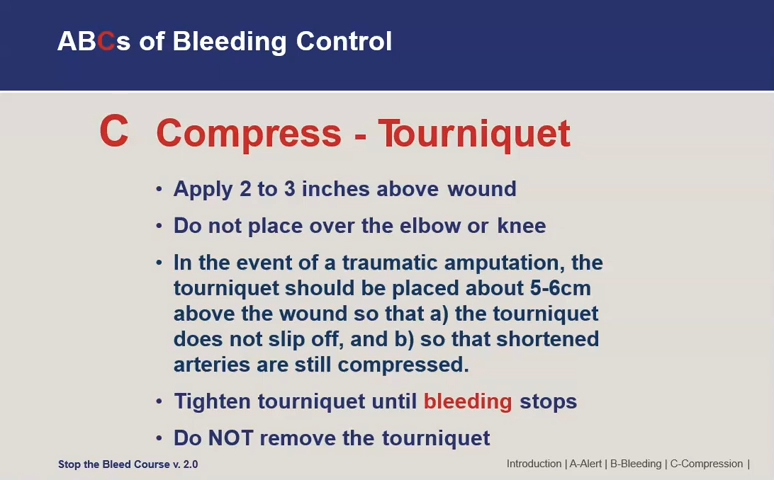 ABCs of Bleeding Control
C Compress - Tourniquet
• Apply 2 to 3 inches above wound
• Do not place over the elbow or knee
• In the event of a traumatic amputation, the
tourniquet should be placed about 5-6cm
above the wound so that a) the tourniquet
does not slip off, and b) so that shortened
arteries are still compressed.
• Tighten tourniquet until bleeding stops
• Do NOT remove the tourniquet
Stop the Bleed Course v. 2.0
Introduction | A-Alert | B-Bleeding | C-Compression |